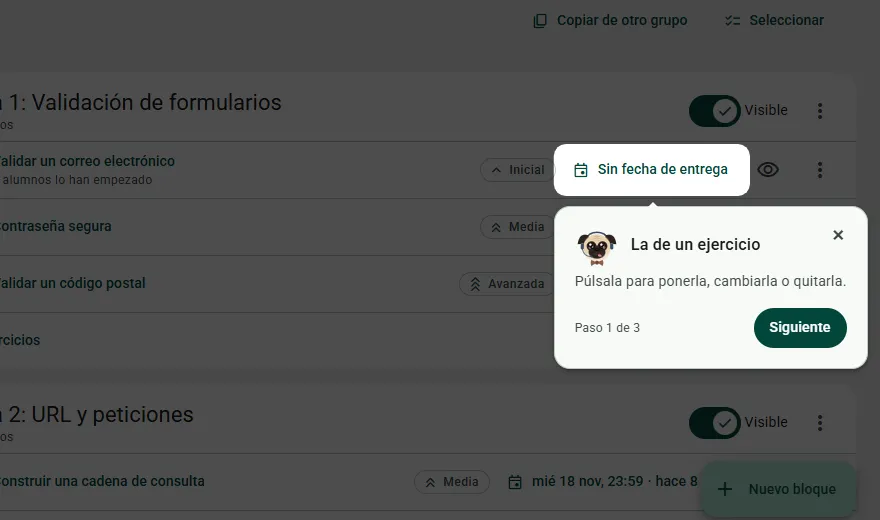 Copiar de otro grupo
Seleccionar
1: Validación de formularios
Visible
os
alidar un correo electrónico
alumnos lo han empezado
Inicial
Sin fecha de entrega
ontraseña segura
Media
La de un ejercicio
Púlsala para ponerla, cambiarla o quitarla.
alidar un código postal
Avanzada
Paso 1 de 3
Siguiente
rcicios
2: URL y peticiones
Visible
os
onstruir una cadena de consulta
Media
mié 18 nov, 23:59 · hace 8
Nuevo bloque